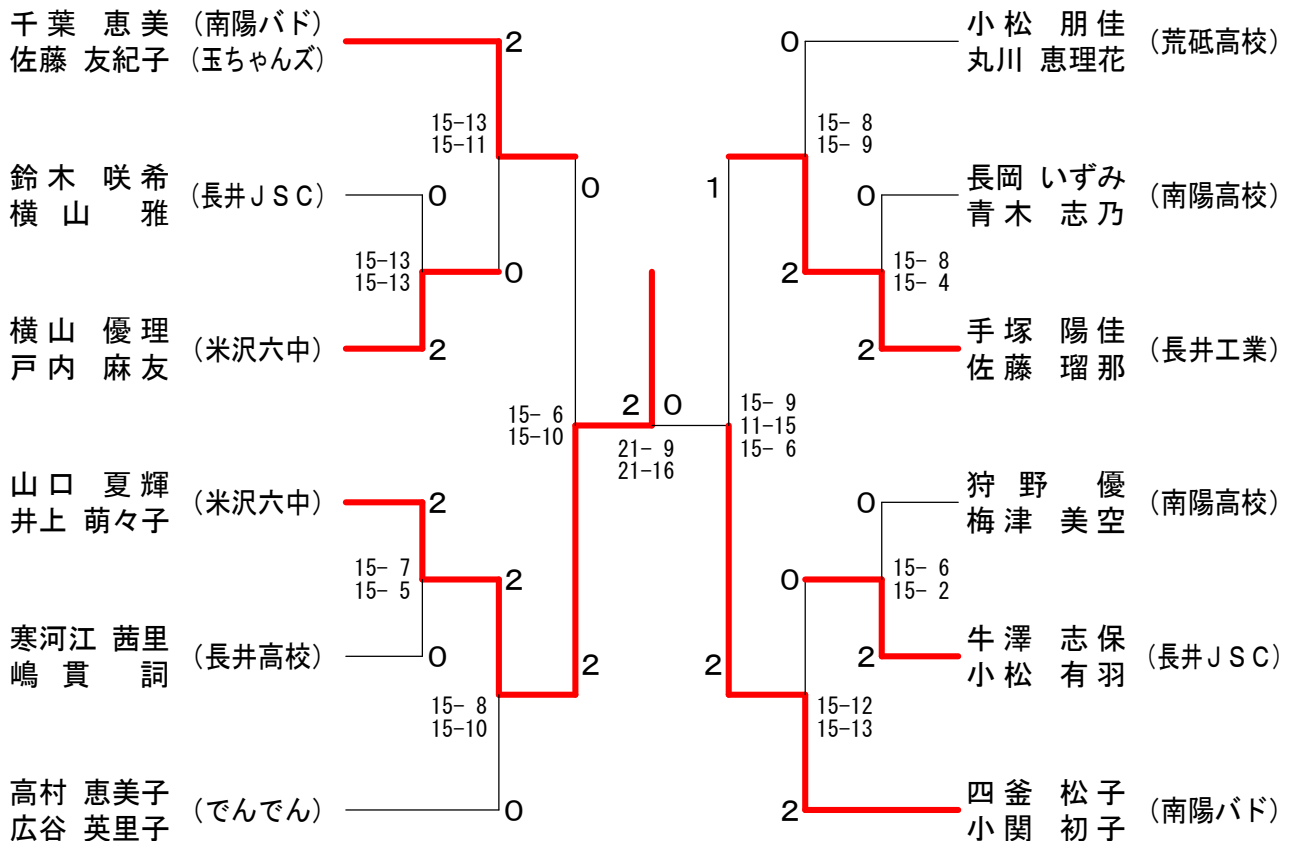 千葉 恵美 (南陽バド)
佐藤 友紀子 (玉ちゃんズ)
2
15-13
15-11
鈴木 咲希
横山 雅
(長井JSC)
0
0
15-13
15-13
0
横山 優理
戸内 麻友
(米沢六中)
2
15- 6
15-10
山口 夏輝
井上 萌々子
(米沢六中)
2
15- 7
15- 5
2
寒河江 茜里
嶋貫 詞
(長井高校)
0
2
15- 8
15-10
高村 恵美子
広谷 英里子
(でんでん)
0
2 0
21- 9
21-16
0
小松 朋佳
丸川 恵理花
(荒砥高校)
15- 8
15- 9
1
0
長岡 いずみ
青木 志乃
(南陽高校)
2
15- 8
15- 4
2
手塚 陽佳
佐藤 瑠那
(長井工業)
15- 9
11-15
15- 6
0
狩野 優
梅津 美空
(南陽高校)
0
15- 6
15- 2
2
2
牛澤 志保
小松 有羽
(長井JSC)
15-12
15-13
2
四釜 松子
小関 初子
(南陽バド)